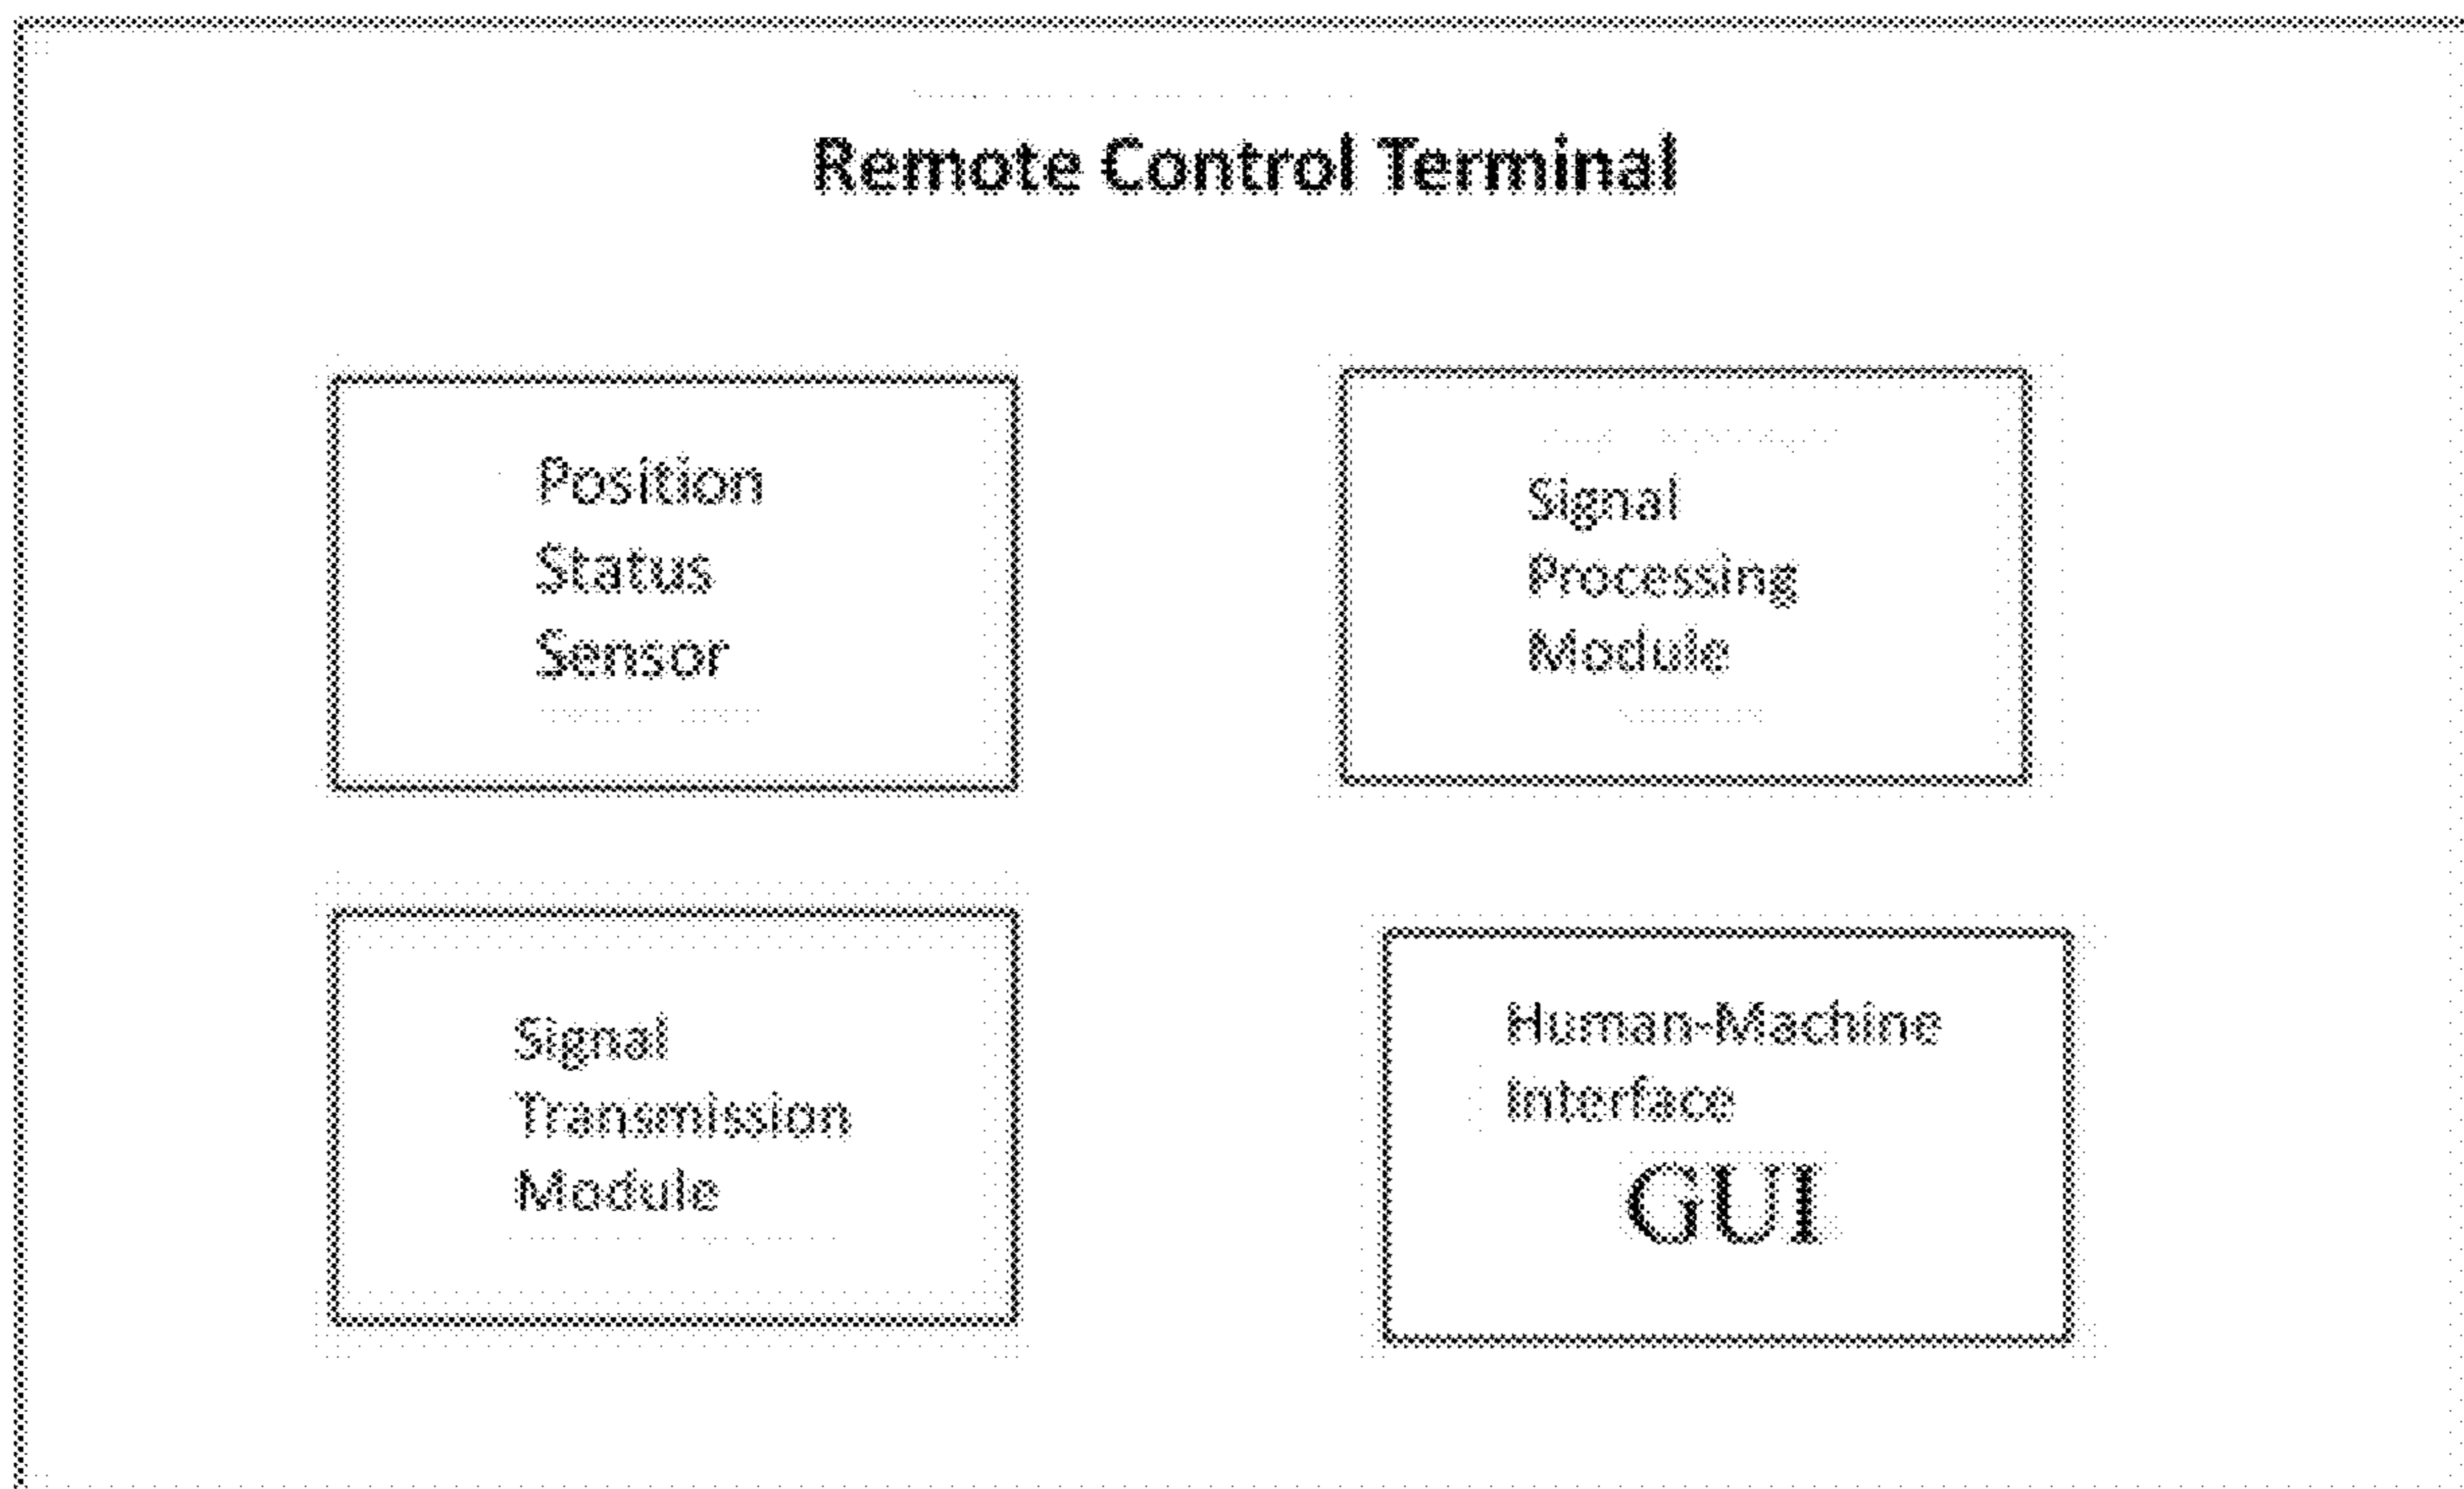 Remote Control Terminal
Position
Status
Sensor
Signal
Processing
Module
Signal
Transmission
Module
Human-Machine
Interface
GUI